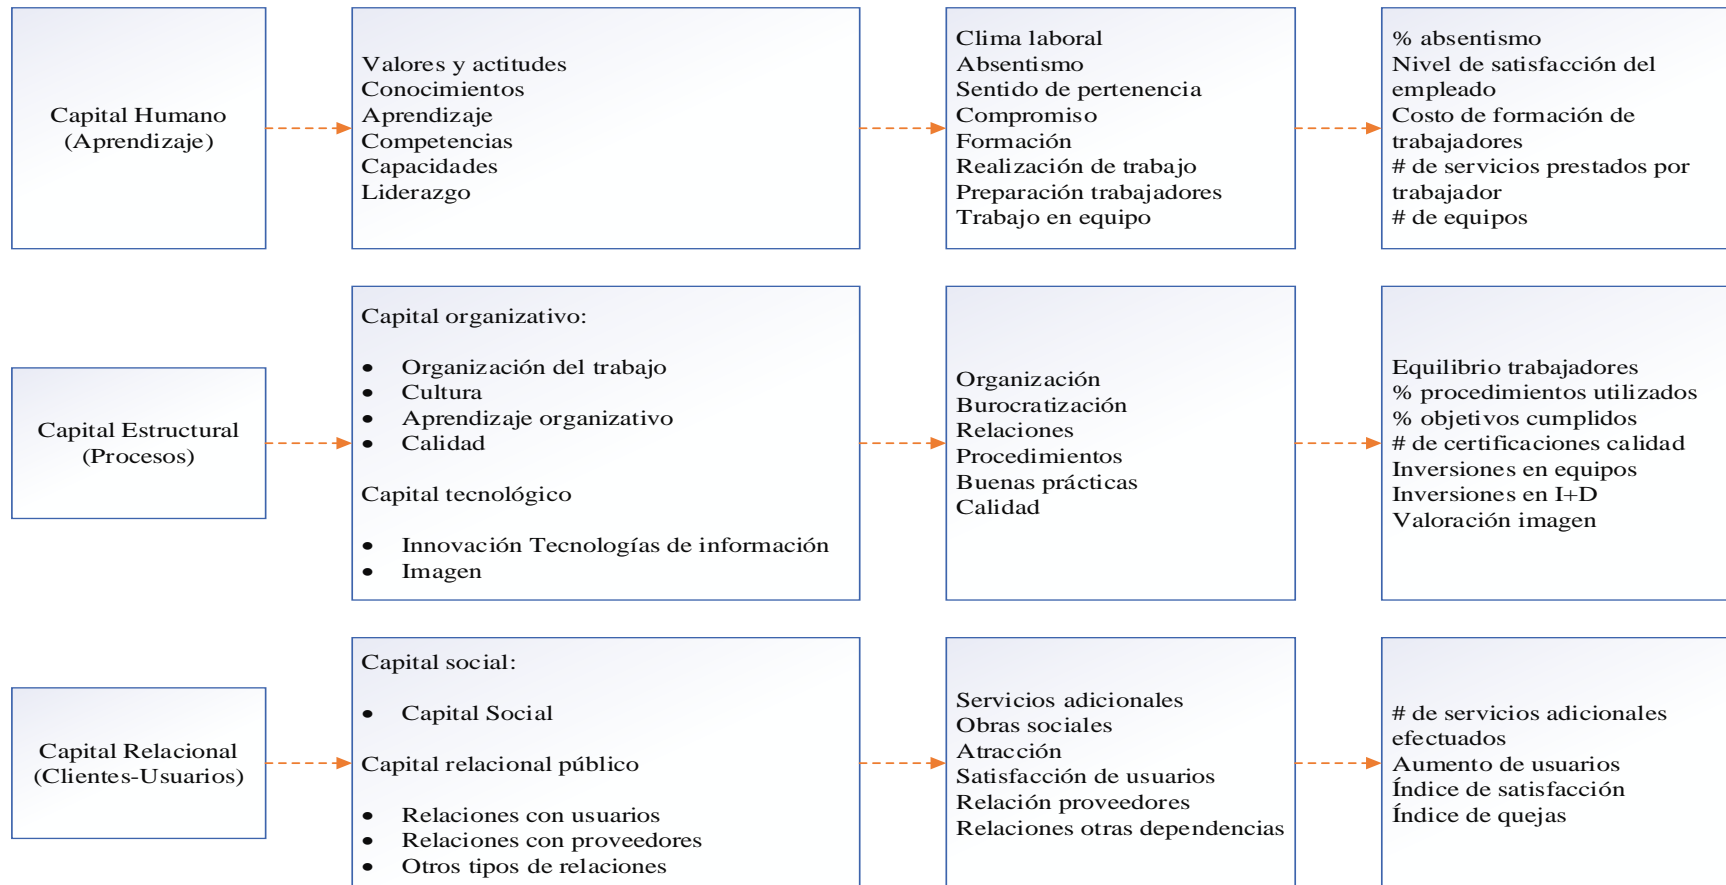 Capital Humano
(Aprendizaje)
Valores y actitudes
Conocimientos
Aprendizaje
Competencias
Capacidades
Liderazgo
Clima laboral
Absentismo
Sentido de pertenencia
Compromiso
Formación
Realización de trabajo
Preparación trabajadores
Trabajo en equipo
% absentismo
Nivel de satisfacción del
empleado
Costo de formación de
trabajadores
# de servicios prestados por
trabajador
# de equipos
Capital Estructural
(Procesos)
Capital organizativo:
• Organización del trabajo
• Cultura
• Aprendizaje organizativo
• Calidad
Capital tecnológico
• Innovación Tecnologías de información
• Imagen
Organización
Burocratización
Relaciones
Procedimientos
Buenas prácticas
Calidad
Equilibrio trabajadores
% procedimientos utilizados
% objetivos cumplidos
# de certificaciones calidad
Inversiones en equipos
Inversiones en I+D
Valoración imagen
Capital Relacional
(Clientes-Usuarios)
Capital social:
• Capital Social
Capital relacional público
• Relaciones con usuarios
• Relaciones con proveedores
• Otros tipos de relaciones
Servicios adicionales
Obras sociales
Atracción
Satisfacción de usuarios
Relación proveedores
Relaciones otras dependencias
# de servicios adicionales
efectuados
Aumento de usuarios
Índice de satisfacción
Índice de quejas